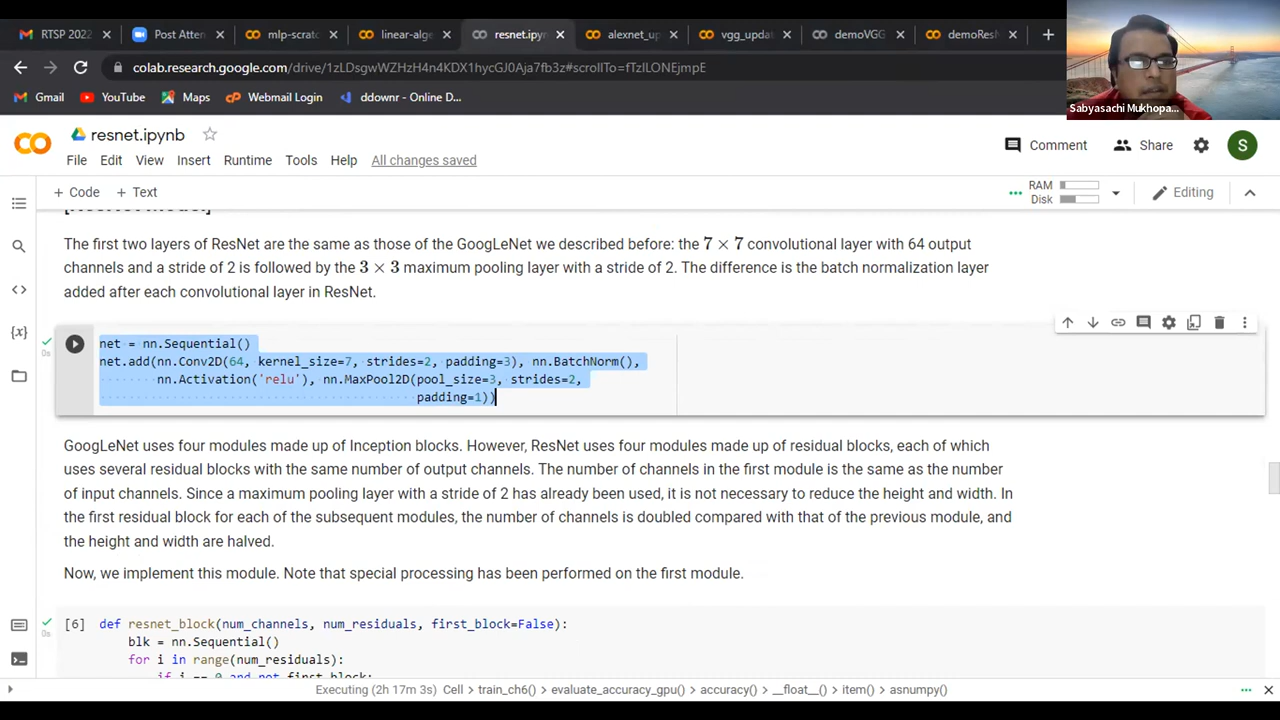 RTSP 2022
Post Atten
mlp-scratc
linear-alge
resnet.ipyn
alexnet_up
vgg_updat
demoVGG
demoRes
colab.research.google.com/drive/1zLDsgwWZHzH4n4KDX1hycGJ0Aja7fb3z#scrollTo=fTzILONEjmpE
Gmail
YouTube
Maps
Webmail Login
ddownr - Online D...
Sabyasachi Mukhopa...
resnet.ipynb
Comment
Share
S
File Edit View Insert Runtime Tools Help All changes saved
+ Code + Text
RAM
Disk
Editing
The first two layers of ResNet are the same as those of the GoogLeNet we described before: the 7 × 7 convolutional layer with 64 output
channels and a stride of 2 is followed by the 3 × 3 maximum pooling layer with a stride of 2. The difference is the batch normalization layer
added after each convolutional layer in ResNet.
net = nn.Sequential()
net.add(nn.Conv2D(64, kernel_size=7, strides=2, padding=3), nn.BatchNorm(),
nn.Activation('relu'), nn.MaxPool2D(pool_size=3, strides=2,
padding=1))
0s
GoogLeNet uses four modules made up of Inception blocks. However, ResNet uses four modules made up of residual blocks, each of which
uses several residual blocks with the same number of output channels. The number of channels in the first module is the same as the number
of input channels. Since a maximum pooling layer with a stride of 2 has already been used, it is not necessary to reduce the height and width. In
the first residual block for each of the subsequent modules, the number of channels is doubled compared with that of the previous module, and
the height and width are halved.
Now, we implement this module. Note that special processing has been performed on the first module.
[6] def resnet_block(num_channels, num_residuals, first_block=False):
0s
blk = nn.Sequential()
for i in range(num_residuals):
if i == 0 and not first_block:
Executing (2h 17m 3s) Cell > train_ch6() > evaluate_accuracy_gpu() > accuracy() > __float__() > item() > asnumpy()